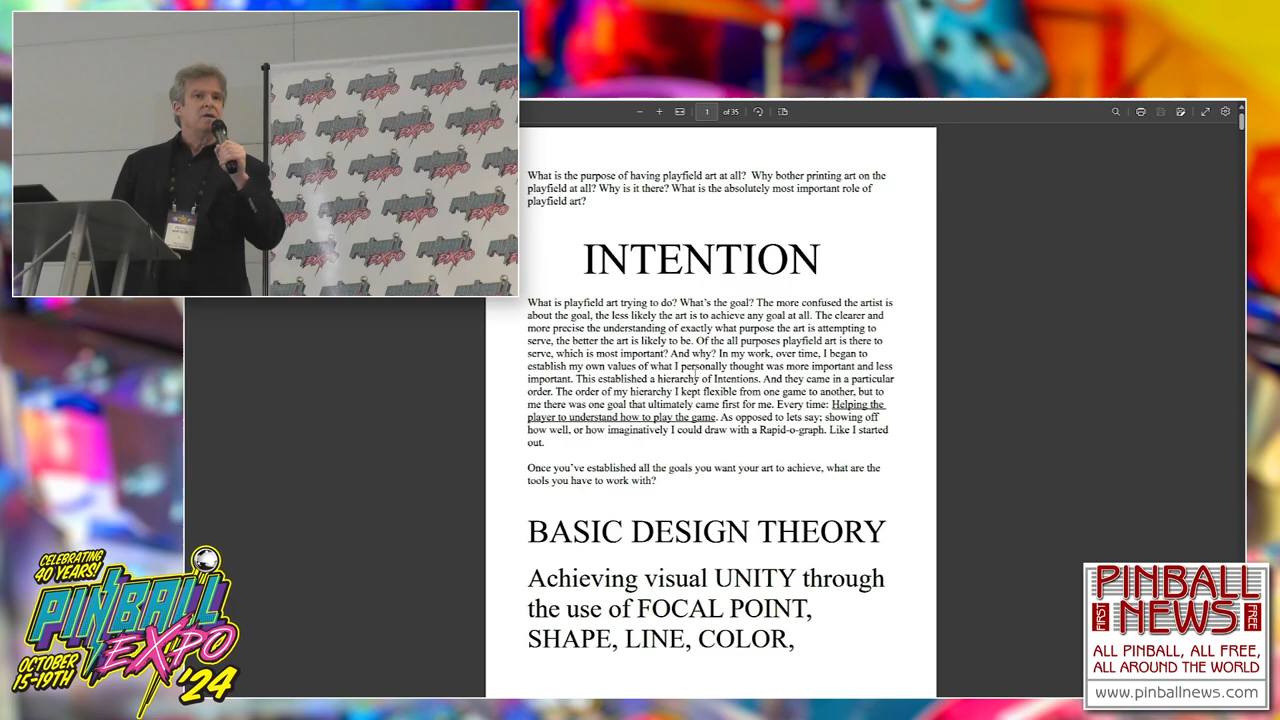 1 of 35
What is the purpose of having playfield art at all?  Why bother printing art on the
playfield at all? Why is it there? What is the absolutely most important role of
playfield art?
INTENTION
What is playfield art trying to do? What's the goal? The more confused the artist is
about the goal, the less likely the art is to achieve any goal at all. The clearer and
more precise the understanding of exactly what purpose the art is attempting to
serve, the better the art is likely to be. Of the all purposes playfield art is there to
serve, which is most important? And why? In my work, over time, I began to
establish my own values of what I personally thought was more important and less
important. This established a hierarchy of Intentions. And they came in a particular
order. The order of my hierarchy I kept flexible from one game to another, but to
me there was one goal that ultimately came first for me. Every time: Helping the
player to understand how to play the game. As opposed to lets say; showing off
how well, or how imaginatively I could draw with a Rapid-o-graph. Like I started
out.
Once you've established all the goals you want your art to achieve, what are the
tools you have to work with?
BASIC DESIGN THEORY
Achieving visual UNITY through
the use of FOCAL POINT,
SHAPE, LINE, COLOR,
PINBALL
EXPO
CELEBRATING
40 YEARS!
PINBALL
EXPO
OCTOBER
15-19TH
'24
PINBALL
FIRST NEWS FREE
ALL PINBALL, ALL FREE,
ALL AROUND THE WORLD
www.pinballnews.com